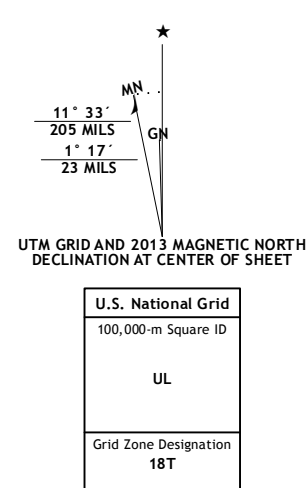 ★
MN
11° 33´
205 MILS
GN
1° 17´
23 MILS
UTM GRID AND 2013 MAGNETIC NORTH
DECLINATION AT CENTER OF SHEET
U.S. National Grid
100,000-m Square ID
UL
Grid Zone Designation
18T